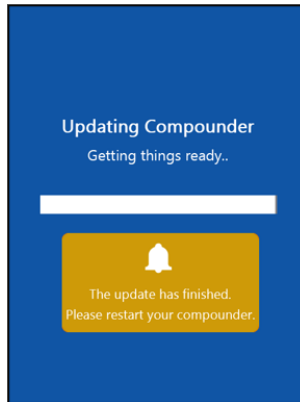 Updating Compounder
Getting things ready..
The update has finished.
Please restart your compounder.